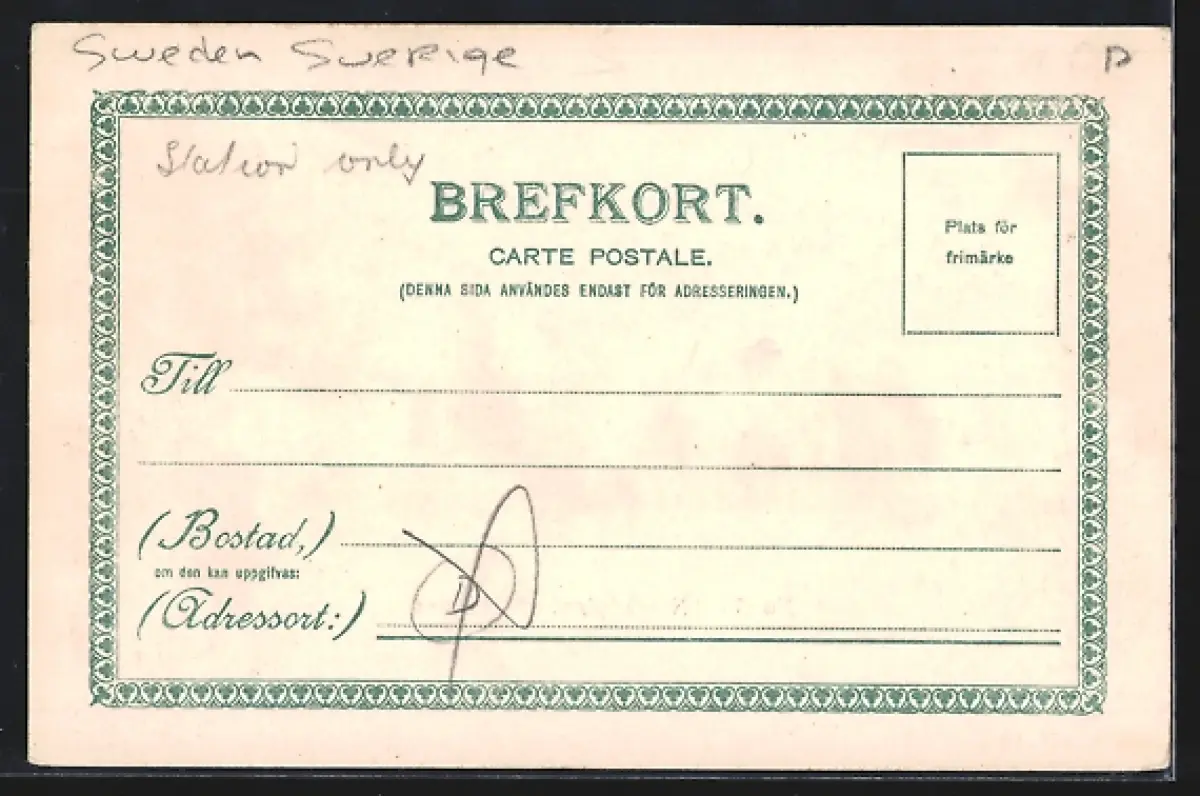 Sweden Sverige
D
Station only
BREFKORT.
CARTE POSTALE.
(DENNA SIDA ANVÄNDES ENDAST FÖR ADRESSERINGEN.)
Plats för
frimärke
Till
(Bostad,)
om den kan uppgifvas:
(Adressort:)
D